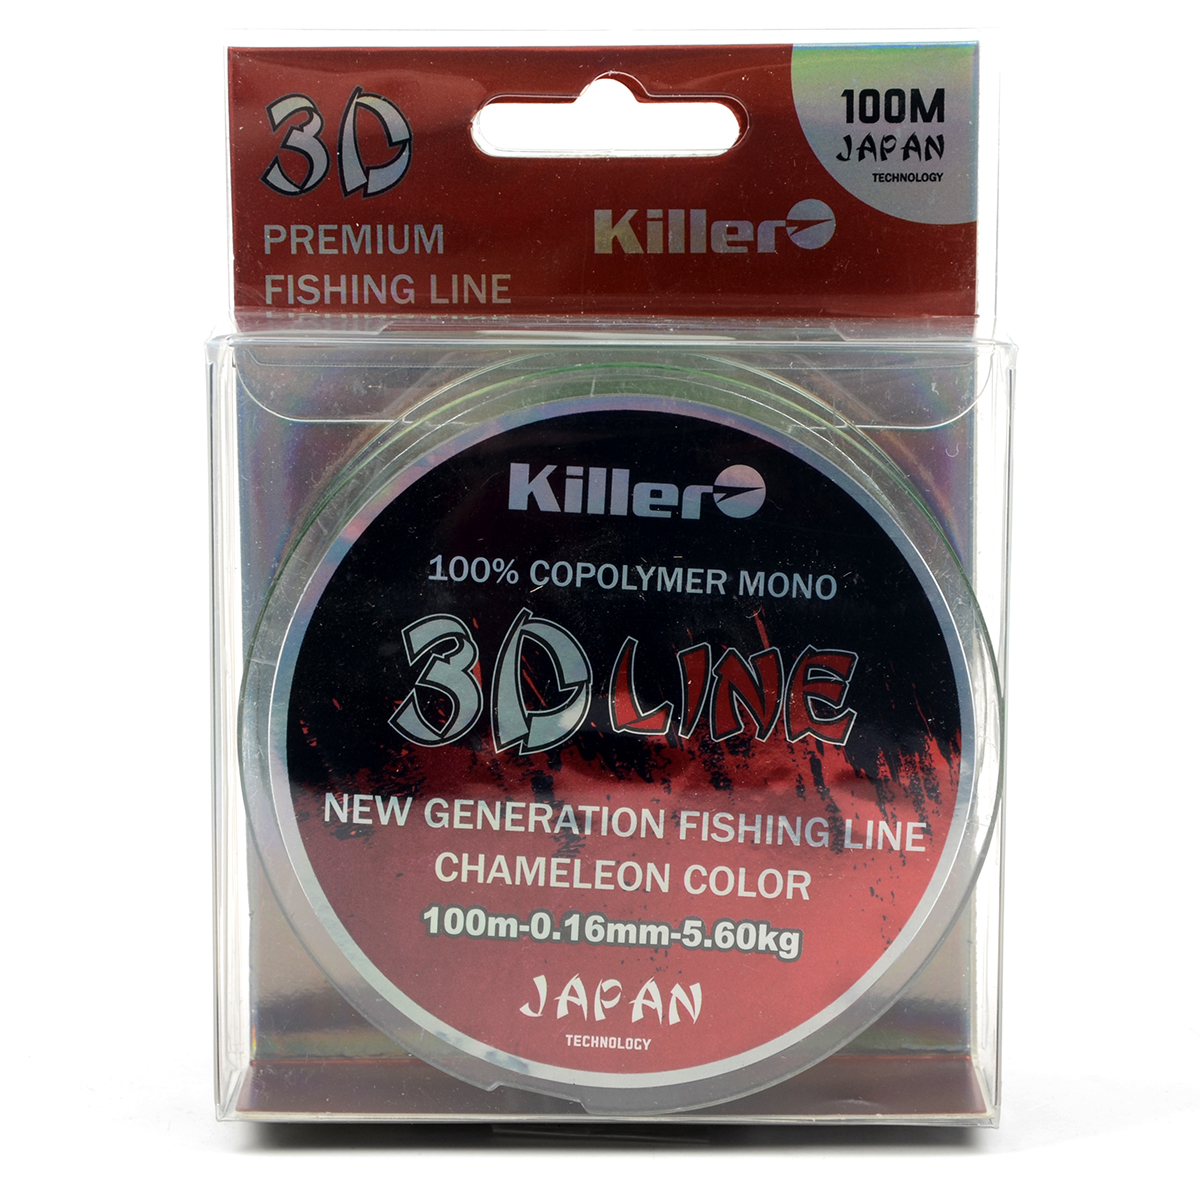 3D
PREMIUM
FISHING LINE
Killer
100M
JAPAN
TECHNOLOGY
Killer
100% COPOLYMER MONO
3D LINE
NEW GENERATION FISHING LINE
CHAMELEON COLOR
100m-0.16mm-5.60kg
JAPAN
TECHNOLOGY